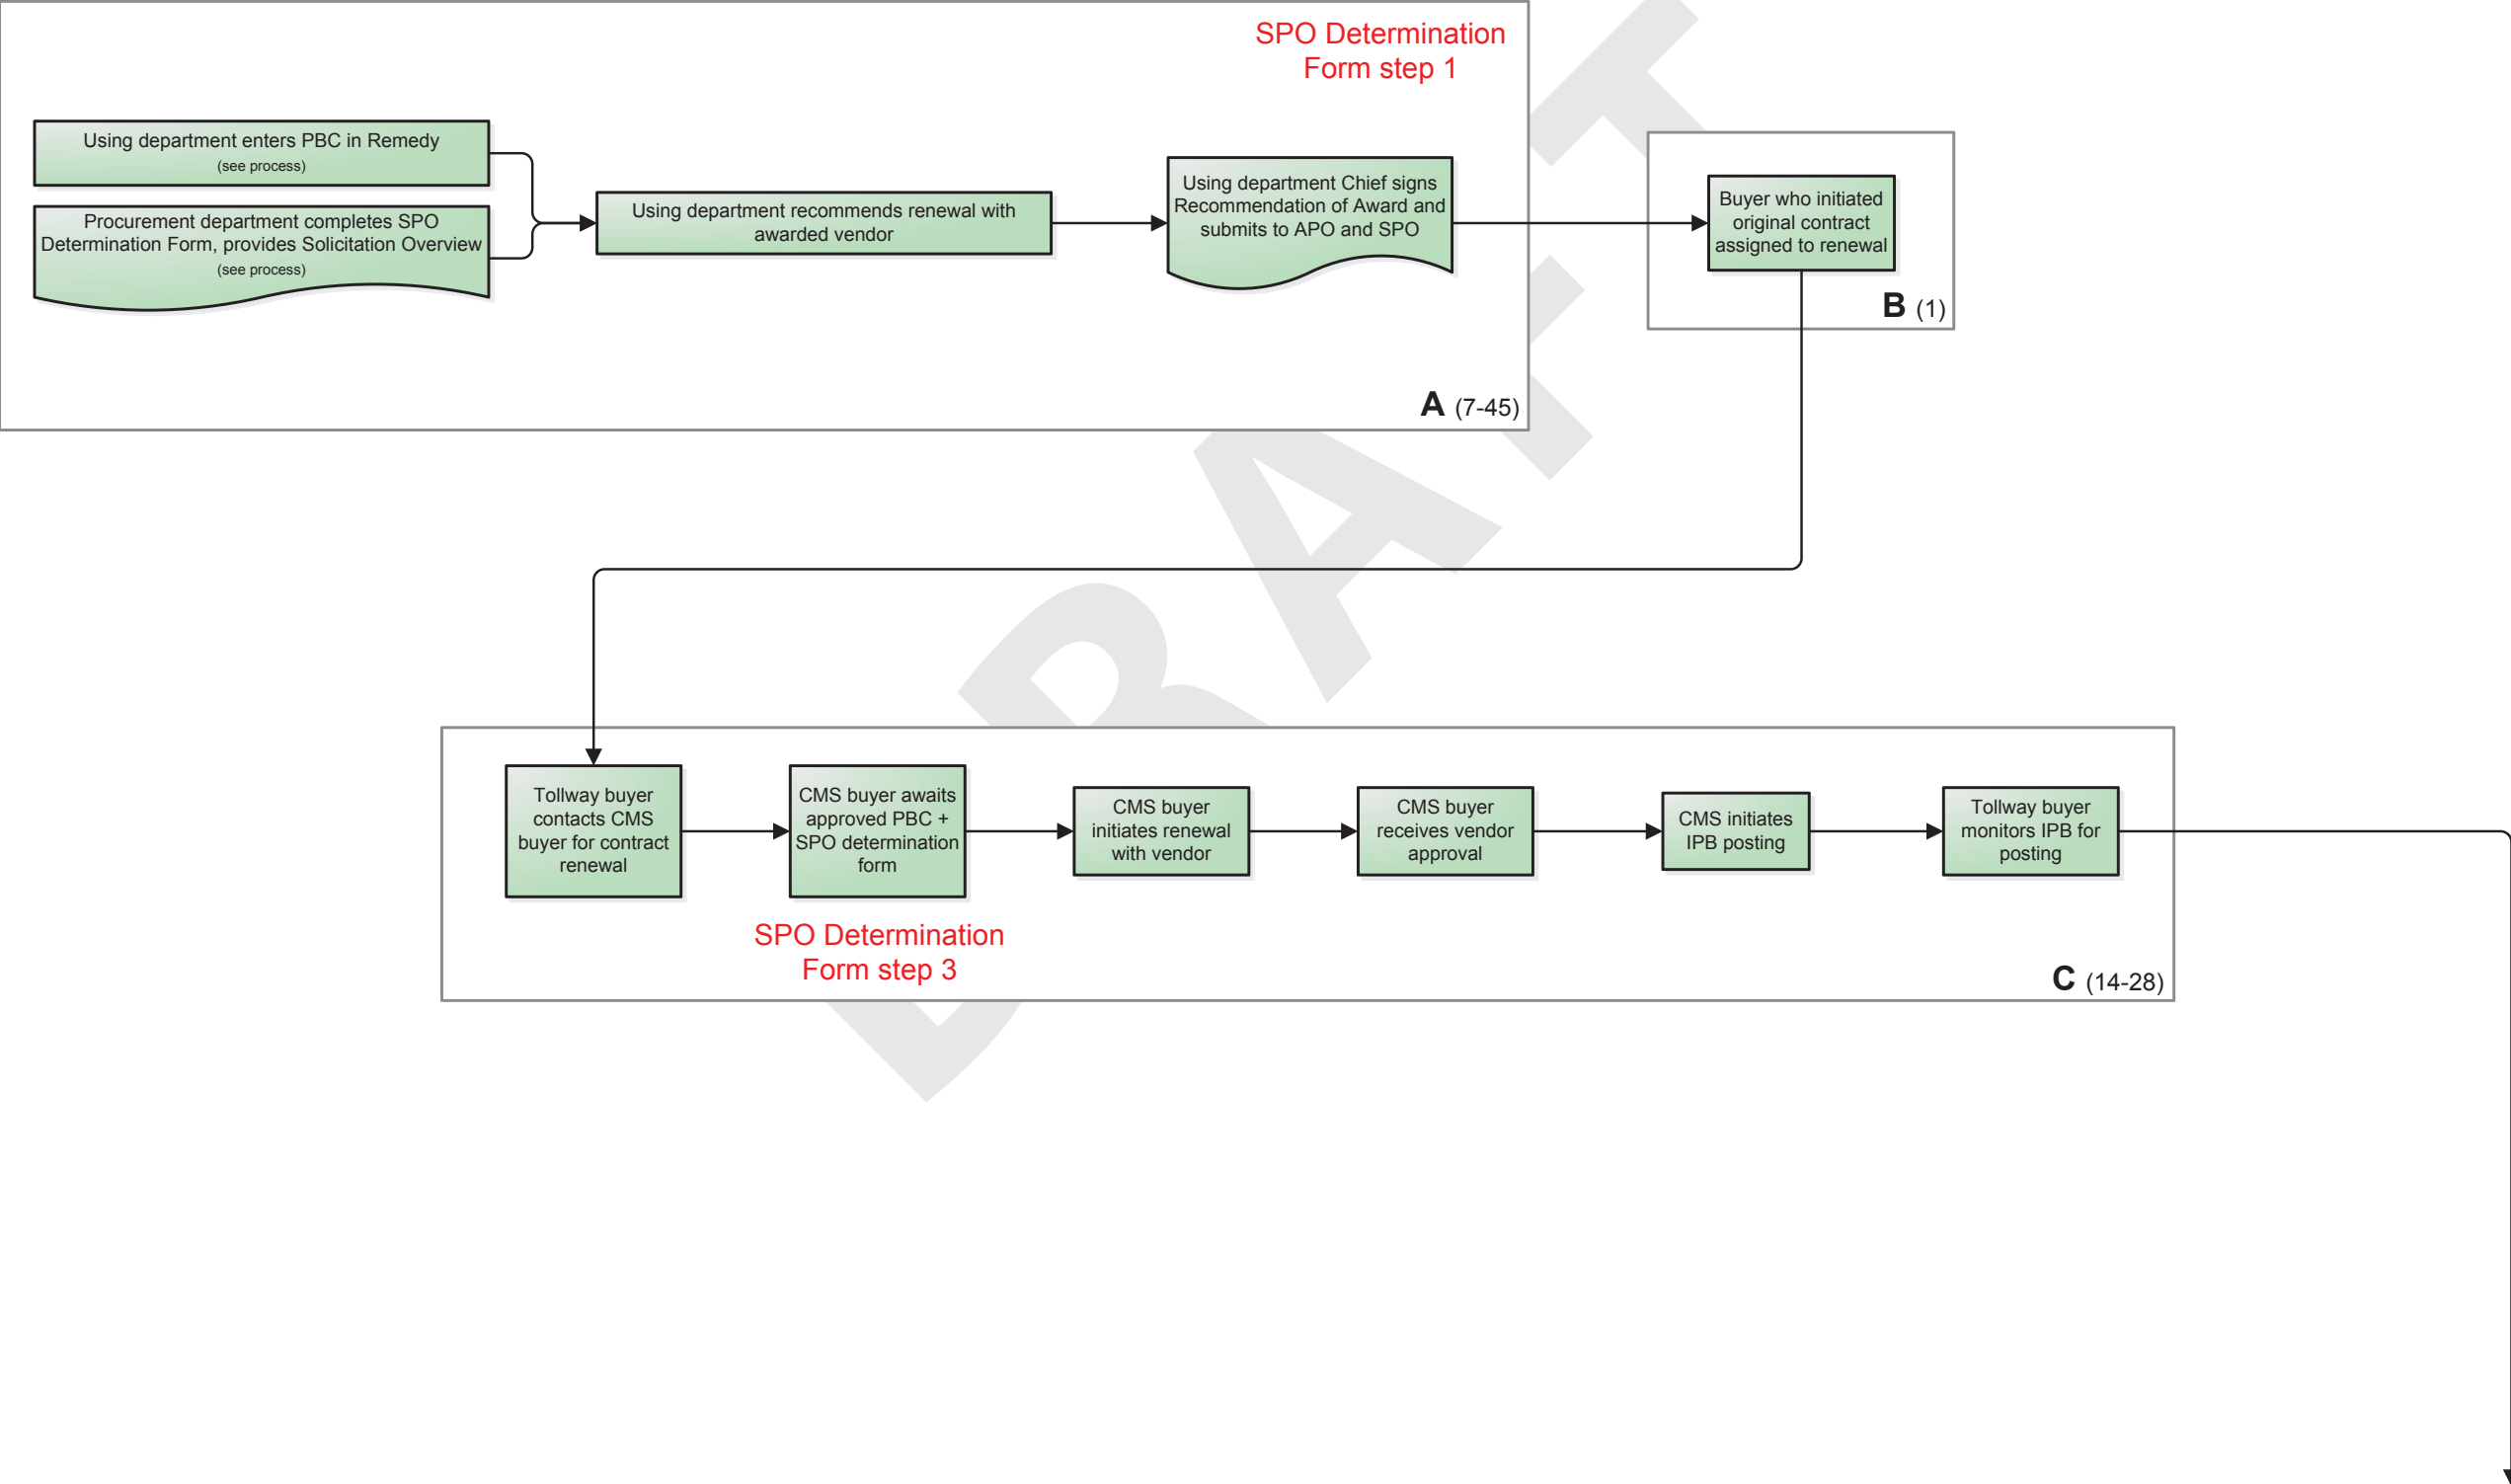 SPO Determination
Form step 1
Using department enters PBC in Remedy
(see process)
Procurement department completes SPO
Determination Form, provides Solicitation Overview
(see process)
Using department recommends renewal with
awarded vendor
Using department Chief signs
Recommendation of Award and
submits to APO and SPO
A (7-45)
Buyer who initiated
original contract
assigned to renewal
B (1)
Tollway buyer
contacts CMS
buyer for contract
renewal
CMS buyer awaits
approved PBC +
SPO determination
form
SPO Determination
Form step 3
CMS buyer
initiates renewal
with vendor
CMS buyer
receives vendor
approval
CMS initiates
IPB posting
Tollway buyer
monitors IPB for
posting
C (14-28)
DRAFT